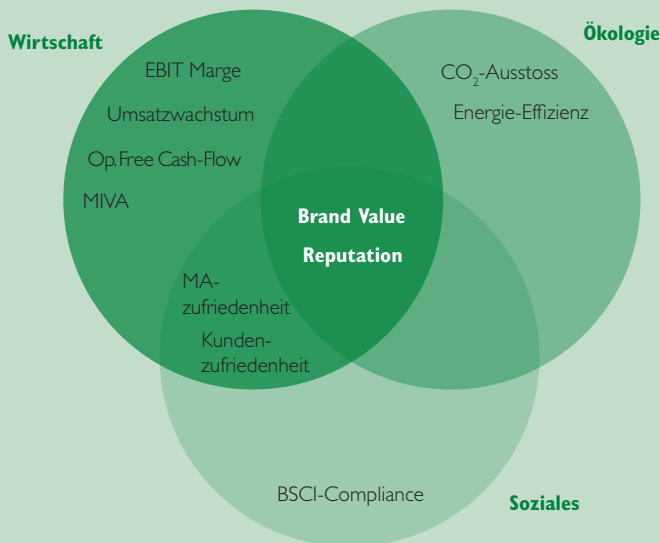 Wirtschaft
Ökologie
EBIT Marge
Umsatzwachstum
Op. Free Cash-Flow
MIVA
CO₂-Ausstoss
Energie-Effizienz
Brand Value
Reputation
MA-
zufriedenheit
Kunden-
zufriedenheit
BSCI-Compliance
Soziales